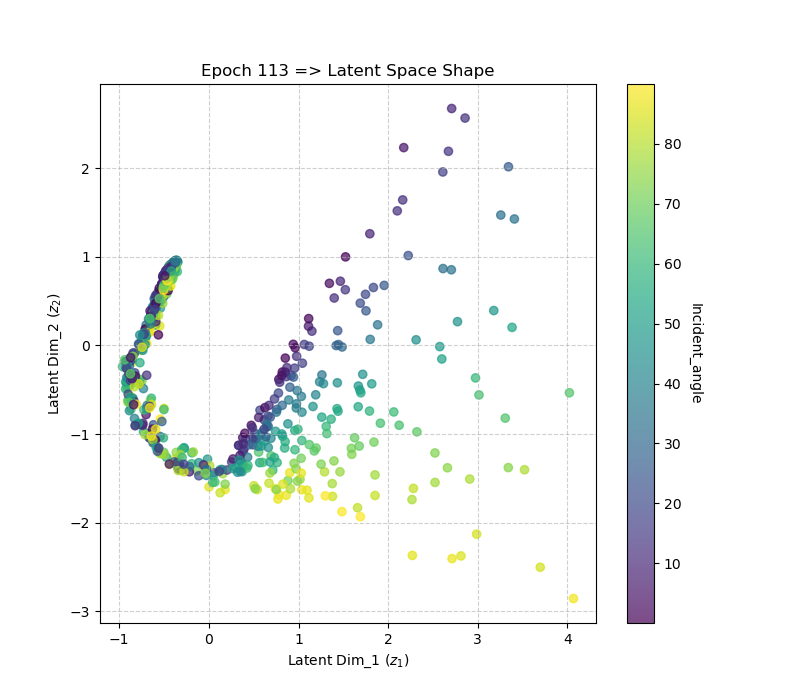 Epoch 113 => Latent Space Shape
2
1
0
−1
−2
−3
Latent Dim_2 (z₂)
−1 0 1 2 3 4
Latent Dim_1 (z₁)
80
70
60
50
40
30
20
10
Incident_angle